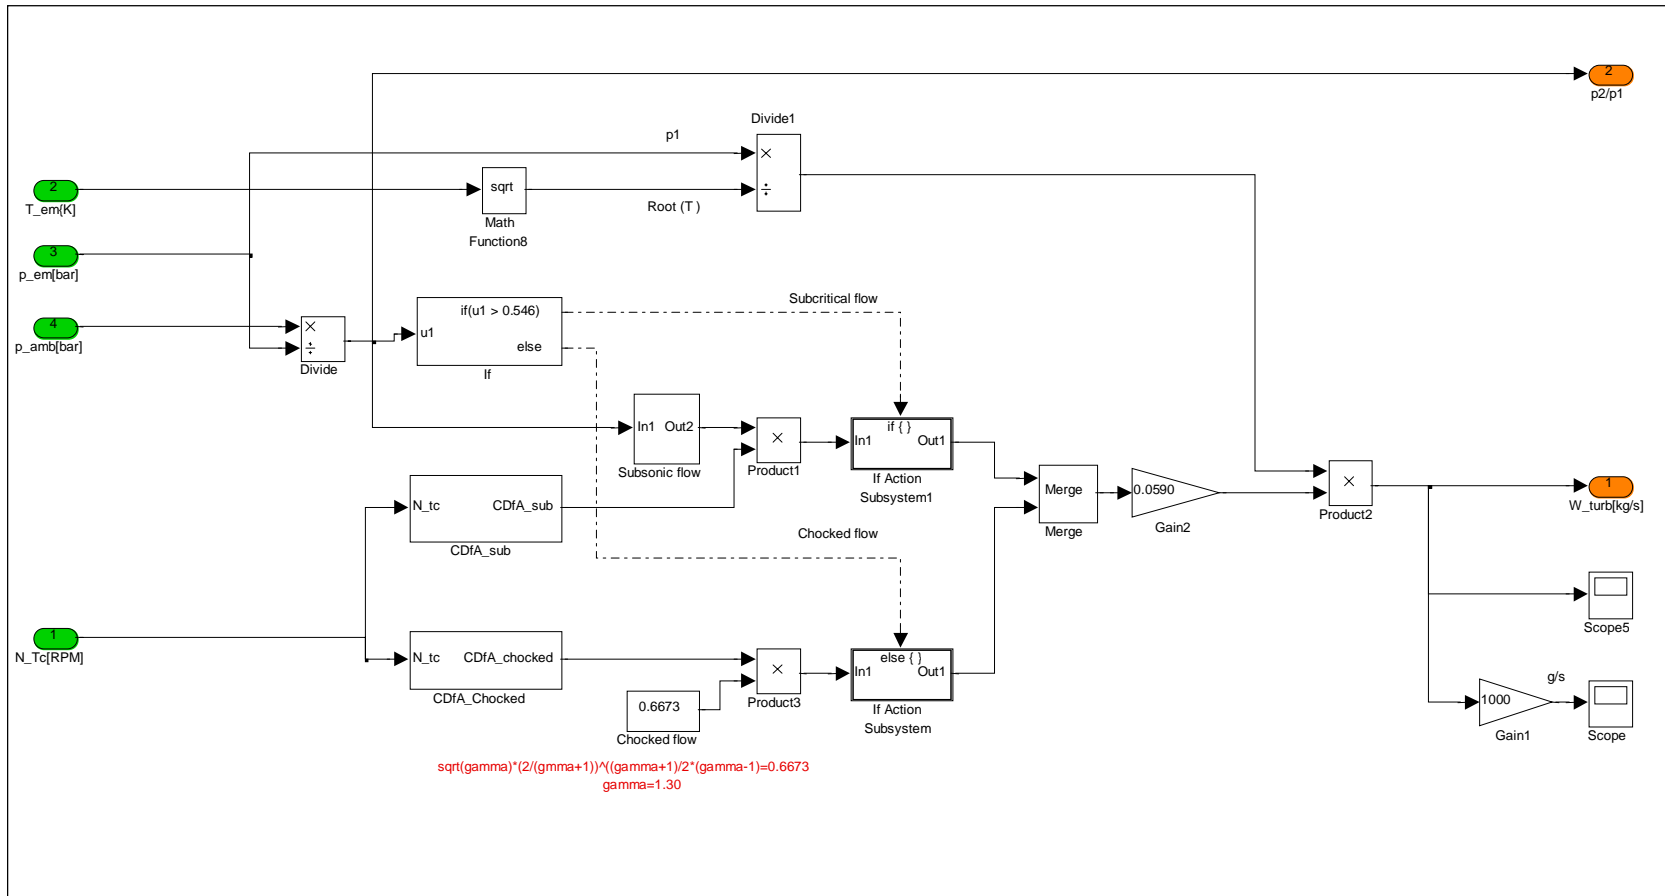 2
p2/p1
Divide1
p1
×
÷
2
T_em{K]
sqrt
Math
Function8
Root (T )
3
p_em[bar]
4
p_amb[bar]
×
÷
Divide
u1
if(u1 > 0.546)
else
If
Subcritical flow
In1 Out2
Subsonic flow
×
Product1
if { }
In1 Out1
If Action
Subsystem1
N_tc CDfA_sub
CDfA_sub
Chocked flow
Merge
Merge
0.0590
Gain2
×
Product2
1
W_turb[kg/s]
Scope5
1
N_Tc[RPM]
N_tc CDfA_chocked
CDfA_Chocked
0.6673
Chocked flow
×
Product3
else { }
In1 Out1
If Action
Subsystem
g/s
1000
Gain1
Scope
sqrt(gamma)*(2/(gmma+1))^((gamma+1)/2*(gamma-1)=0.6673
gamma=1.30